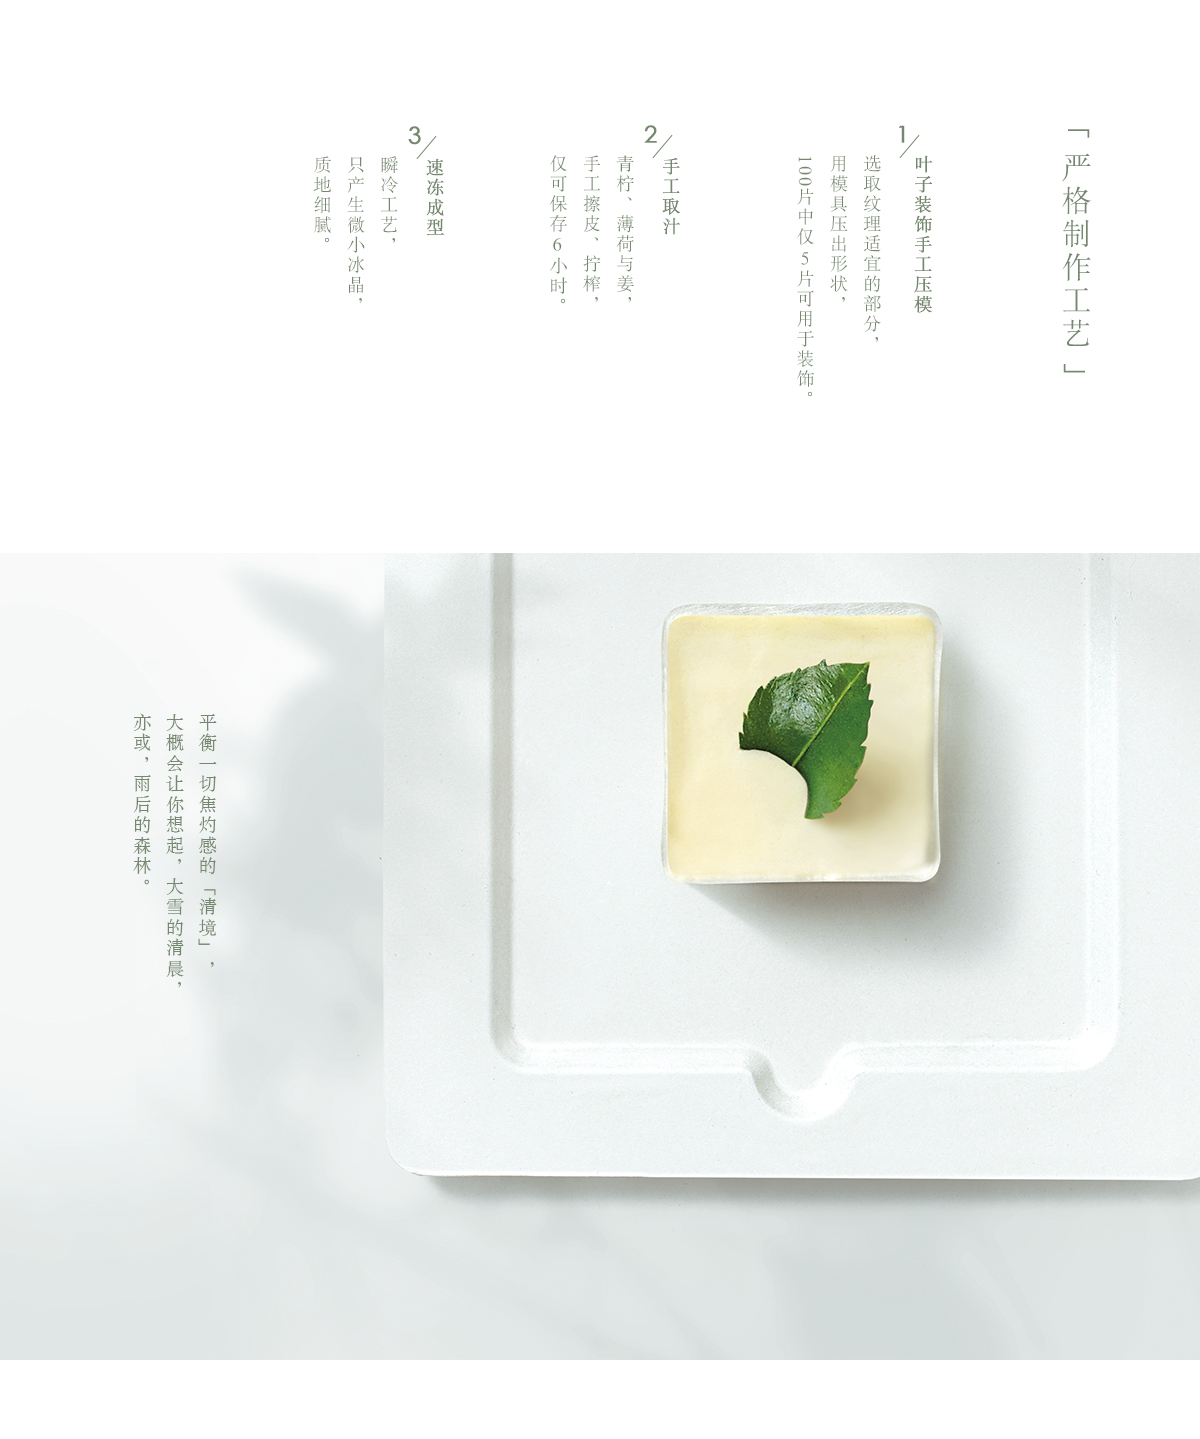 「严格制作工艺」
1
叶子装饰手工压模
选取纹理适宜的部分，
用模具压出形状，
100片中仅5片可用于装饰。
2
手工取汁
青柠、薄荷与姜，
手工擦皮、拧榨，
仅可保存6小时。
3
速冻成型
瞬冷工艺，
只产生微小冰晶，
质地细腻。
平衡一切焦灼感的「清境」，
大概会让你想起，大雪的清晨，
亦或，雨后的森林。